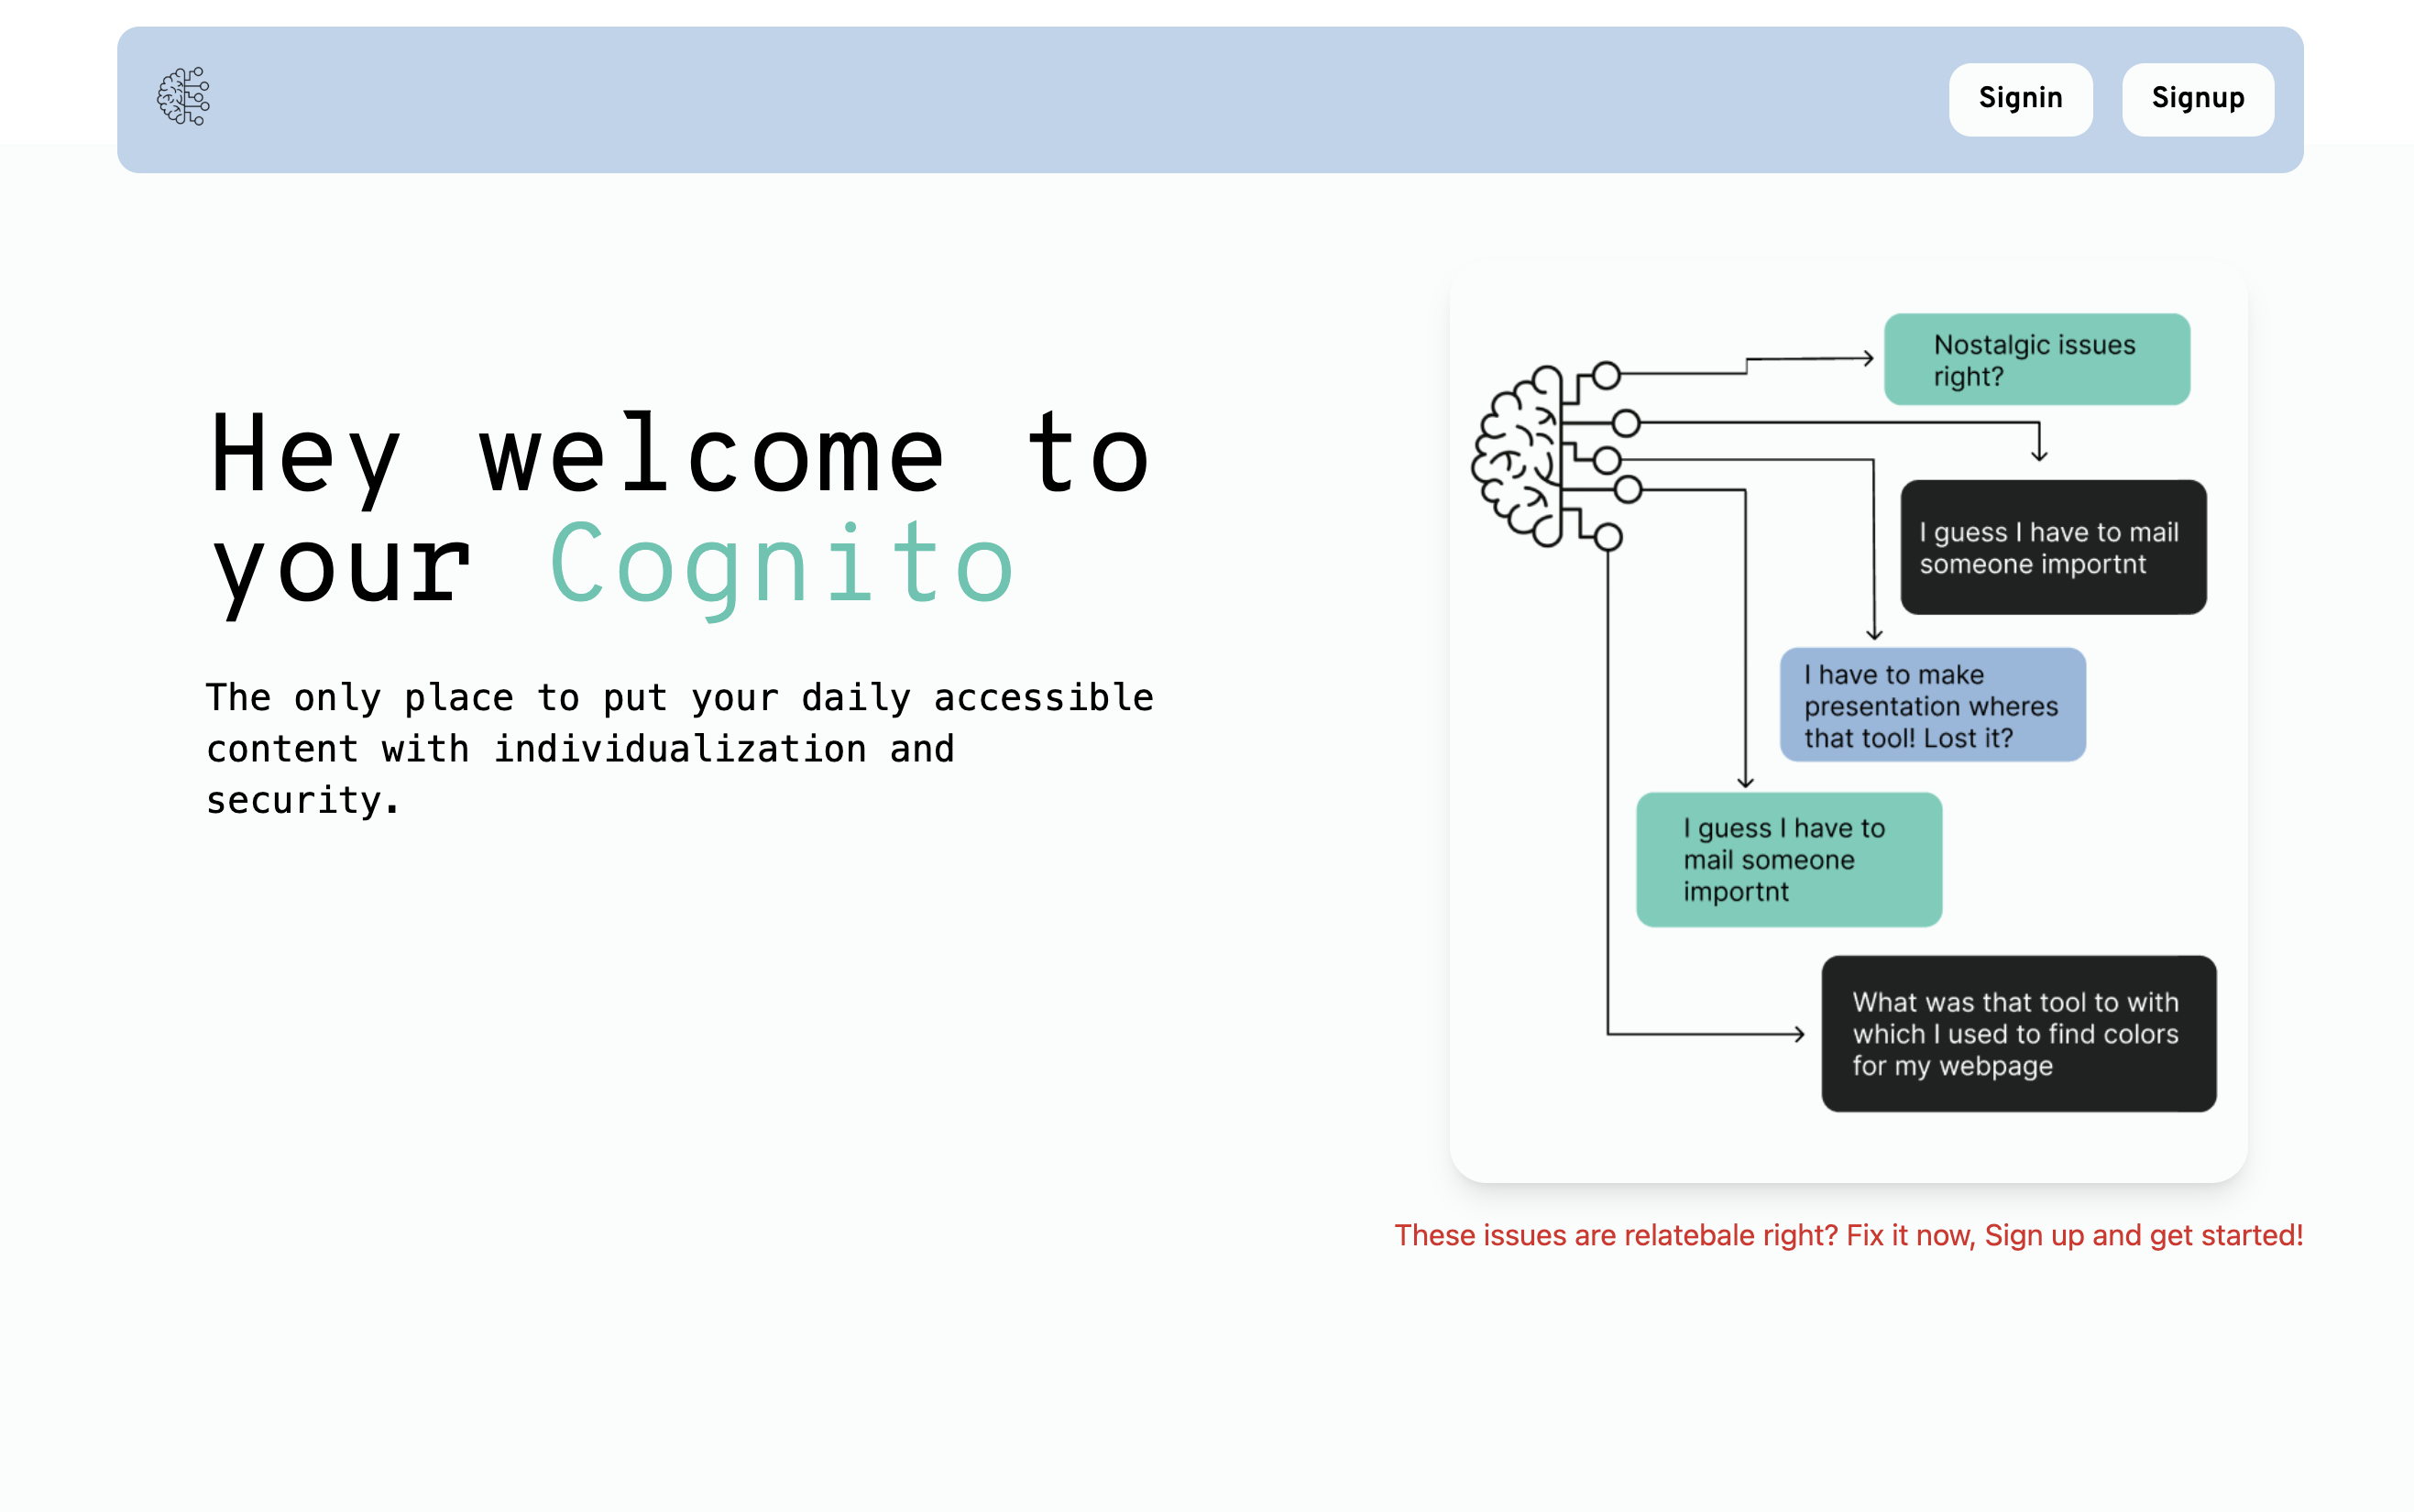 Signin
Signup
Hey welcome to
your Cognito
The only place to put your daily accessible
content with individualization and
security.
Nostalgic issues
right?
I guess I have to mail
someone importnt
I have to make
presentation wheres
that tool! Lost it?
I guess I have to
mail someone
importnt
What was that tool to with
which I used to find colors
for my webpage
These issues are relatebale right? Fix it now, Sign up and get started!